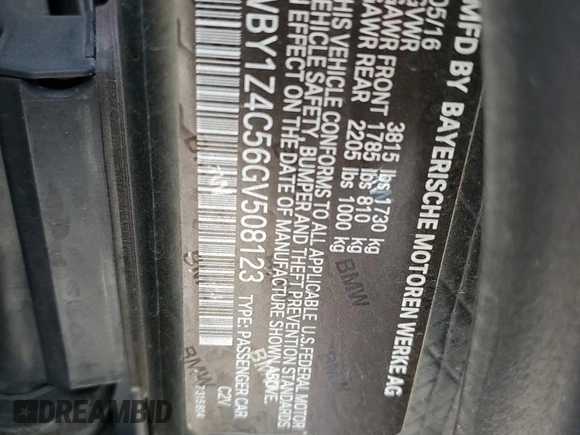 MFD BY BAYERISCHE MOTOREN WERKE AG
05/16
GVWR 3815 lbs 1730 kg
GAWR FRONT 1785 lbs 810 kg
GAWR REAR 2205 lbs 1000 kg
THIS VEHICLE CONFORMS TO ALL APPLICABLE U.S. FEDERAL MOTOR
VEHICLE SAFETY, BUMPER AND THEFT PREVENTION STANDARDS
IN EFFECT ON THE DATE OF MANUFACTURE SHOWN ABOVE.
WBY1Z4C56GV508123 TYPE: PASSENGER CAR
C2V
BMW
BMW
DREAMBID